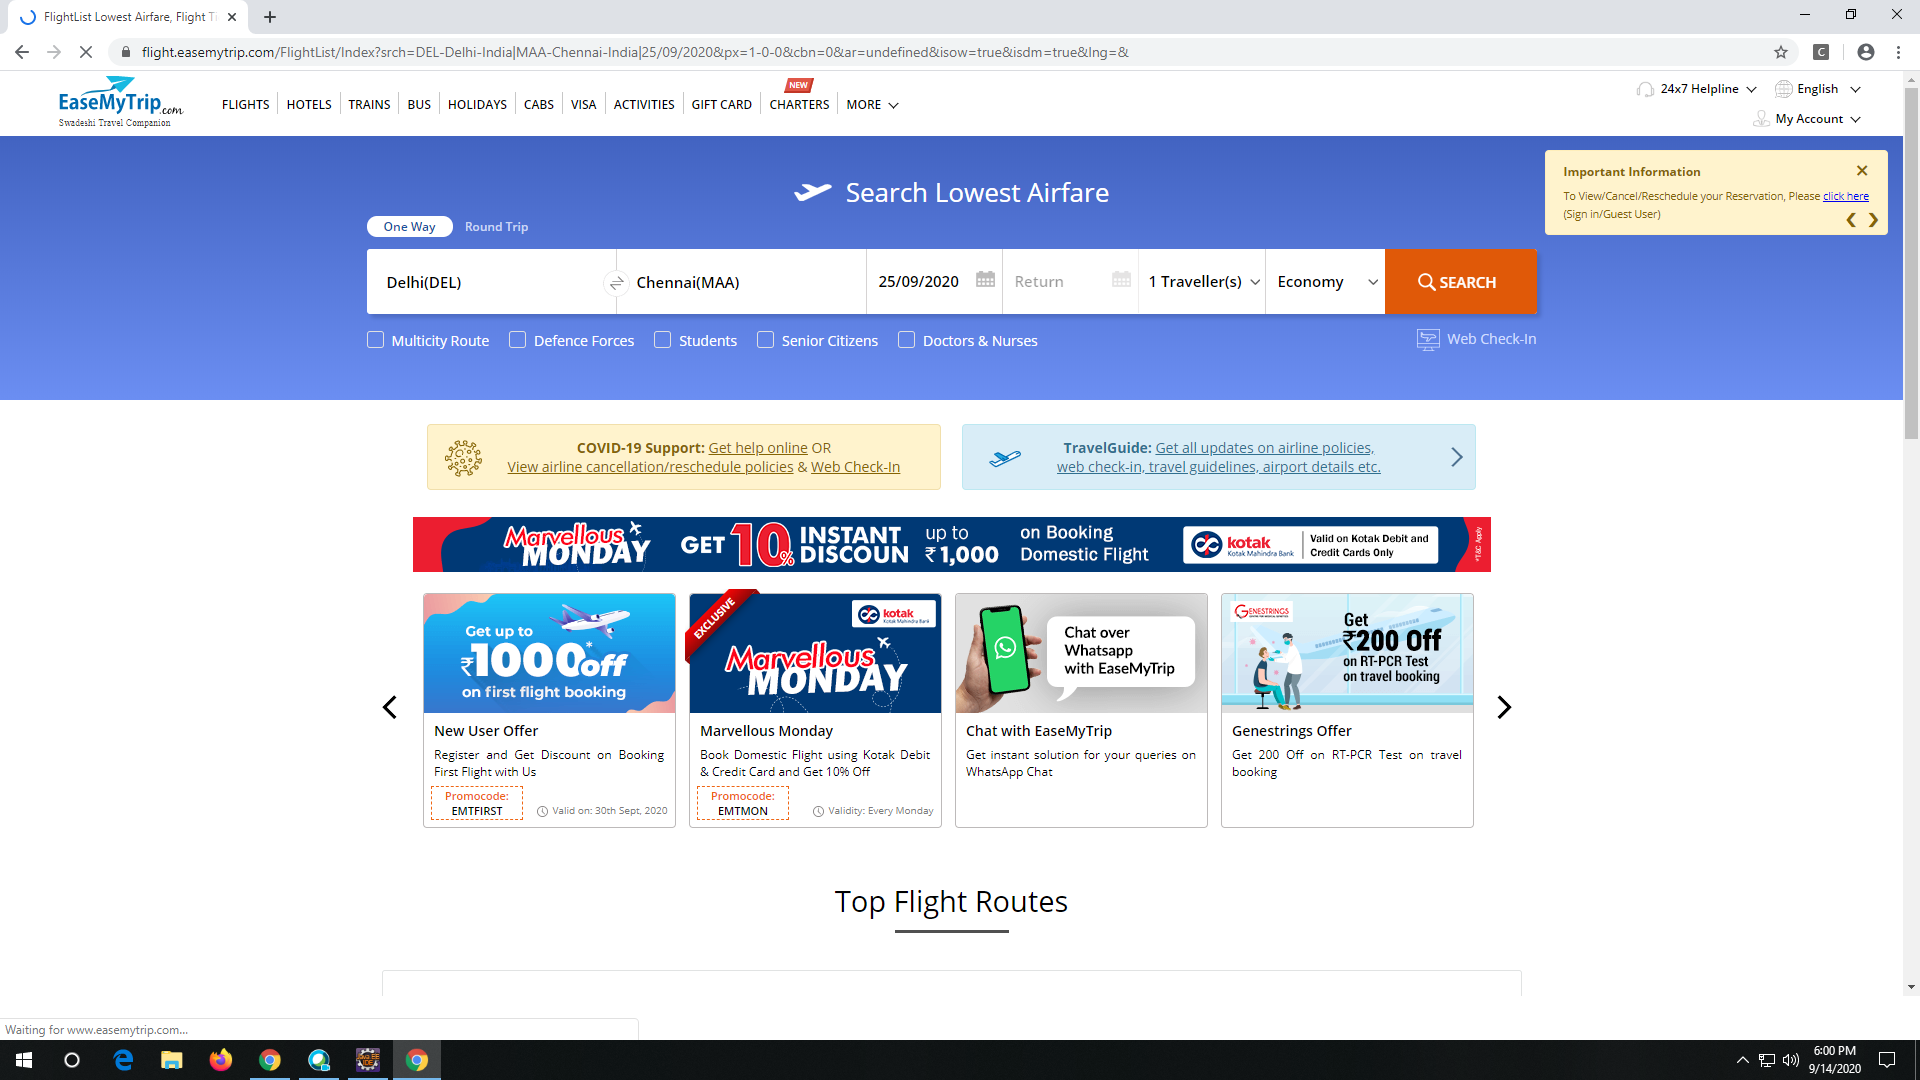 FlightList Lowest Airfare, Flight Ti
flight.easemytrip.com/FlightList/Index?srch=DEL-Delhi-India|MAA-Chennai-India|25/09/2020&px=1-0-0&cbn=0&ar=undefined&isow=true&isdm=true&lng=&
C
EaseMyTrip.com
Swadeshi Travel Companion
FLIGHTS
HOTELS
TRAINS
BUS
HOLIDAYS
CABS
VISA
ACTIVITIES
GIFT CARD
NEW
CHARTERS
MORE
24x7 Helpline
English
My Account
Important Information
To View/Cancel/Reschedule your Reservation, Please click here
(Sign in/Guest User)
Search Lowest Airfare
One Way
Round Trip
Delhi(DEL)
Chennai(MAA)
25/09/2020
Return
1 Traveller(s)
Economy
SEARCH
Multicity Route
Defence Forces
Students
Senior Citizens
Doctors & Nurses
Web Check-In
COVID-19 Support: Get help online OR
View airline cancellation/reschedule policies & Web Check-In
TravelGuide: Get all updates on airline policies,
web check-in, travel guidelines, airport details etc.
Marvellous
MONDAY
GET 10%
INSTANT
DISCOUN
up to
₹1,000
on Booking
Domestic Flight
kotak
Kotak Mahindra Bank
Valid on Kotak Debit and
Credit Cards Only
*T&C Apply
Get up to
₹1000*off
on first flight booking
New User Offer
Register and Get Discount on Booking
First Flight with Us
Promocode:
EMTFIRST
Valid on: 30th Sept, 2020
EXCLUSIVE
kotak
Kotak Mahindra Bank
Marvellous
MONDAY
Marvellous Monday
Book Domestic Flight using Kotak Debit
& Credit Card and Get 10% Off
Promocode:
EMTMON
Validity: Every Monday
Chat over
Whatsapp
with EaseMyTrip
Chat with EaseMyTrip
Get instant solution for your queries on
WhatsApp Chat
GENESTRINGS
Get
₹200 Off
on RT-PCR Test
on travel booking
Genestrings Offer
Get 200 Off on RT-PCR Test on travel
booking
Top Flight Routes
Waiting for www.easemytrip.com...
6:00 PM
9/14/2020